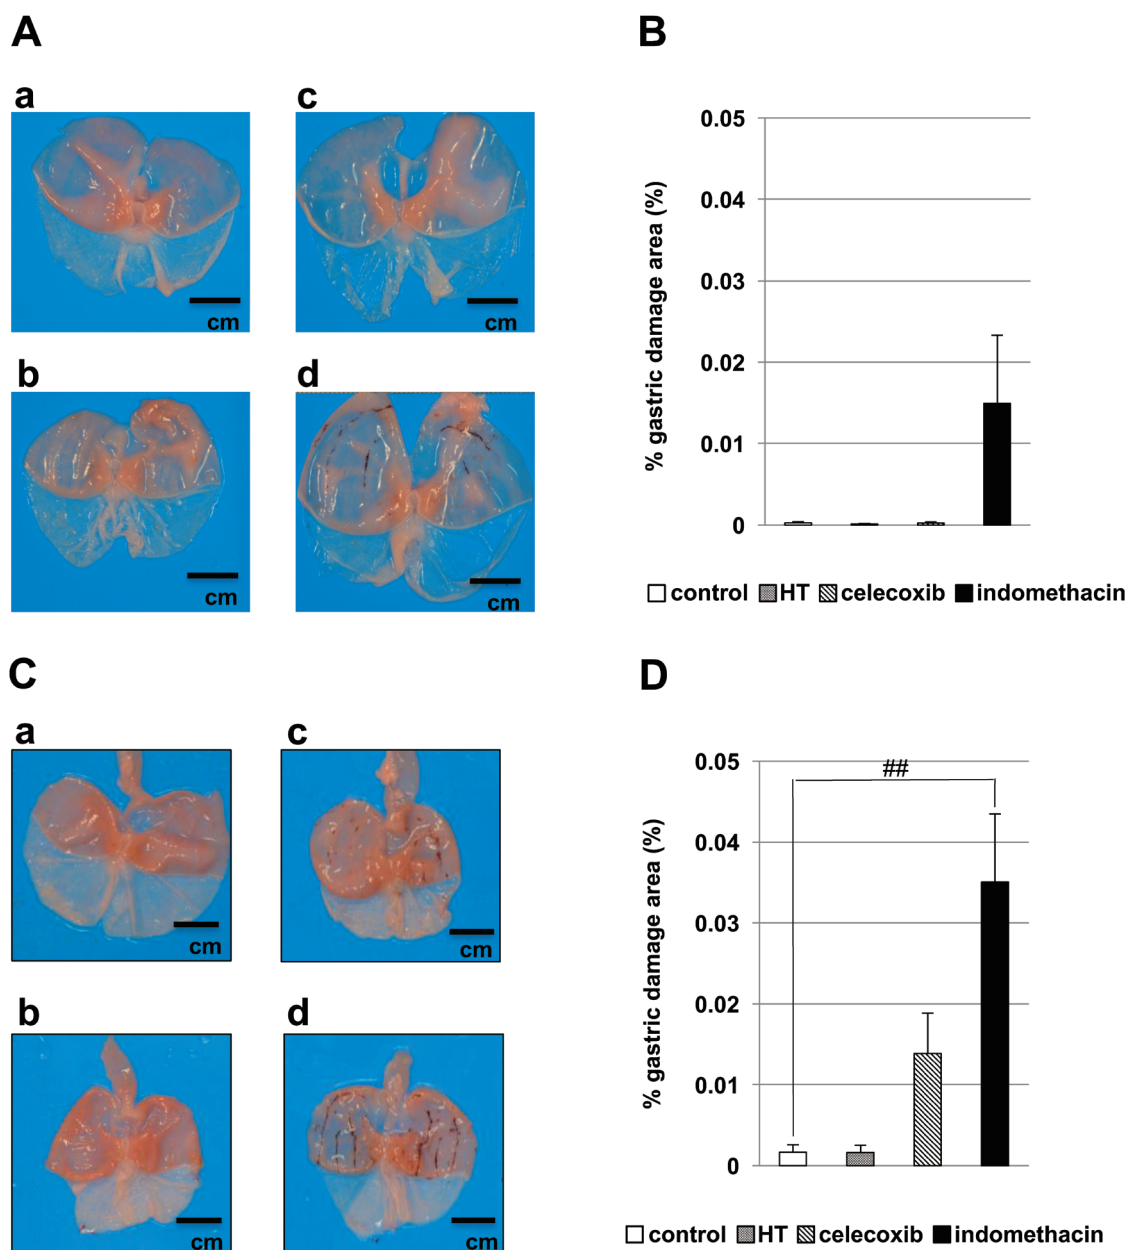 A
a
cm
c
cm
b
cm
d
cm
B
% gastric damage area (%)
0.05
0.04
0.03
0.02
0.01
0
control HT celecoxib indomethacin
C
a
cm
c
cm
b
cm
d
cm
D
% gastric damage area (%)
0.05
0.04
0.03
0.02
0.01
0
##
control HT celecoxib indomethacin